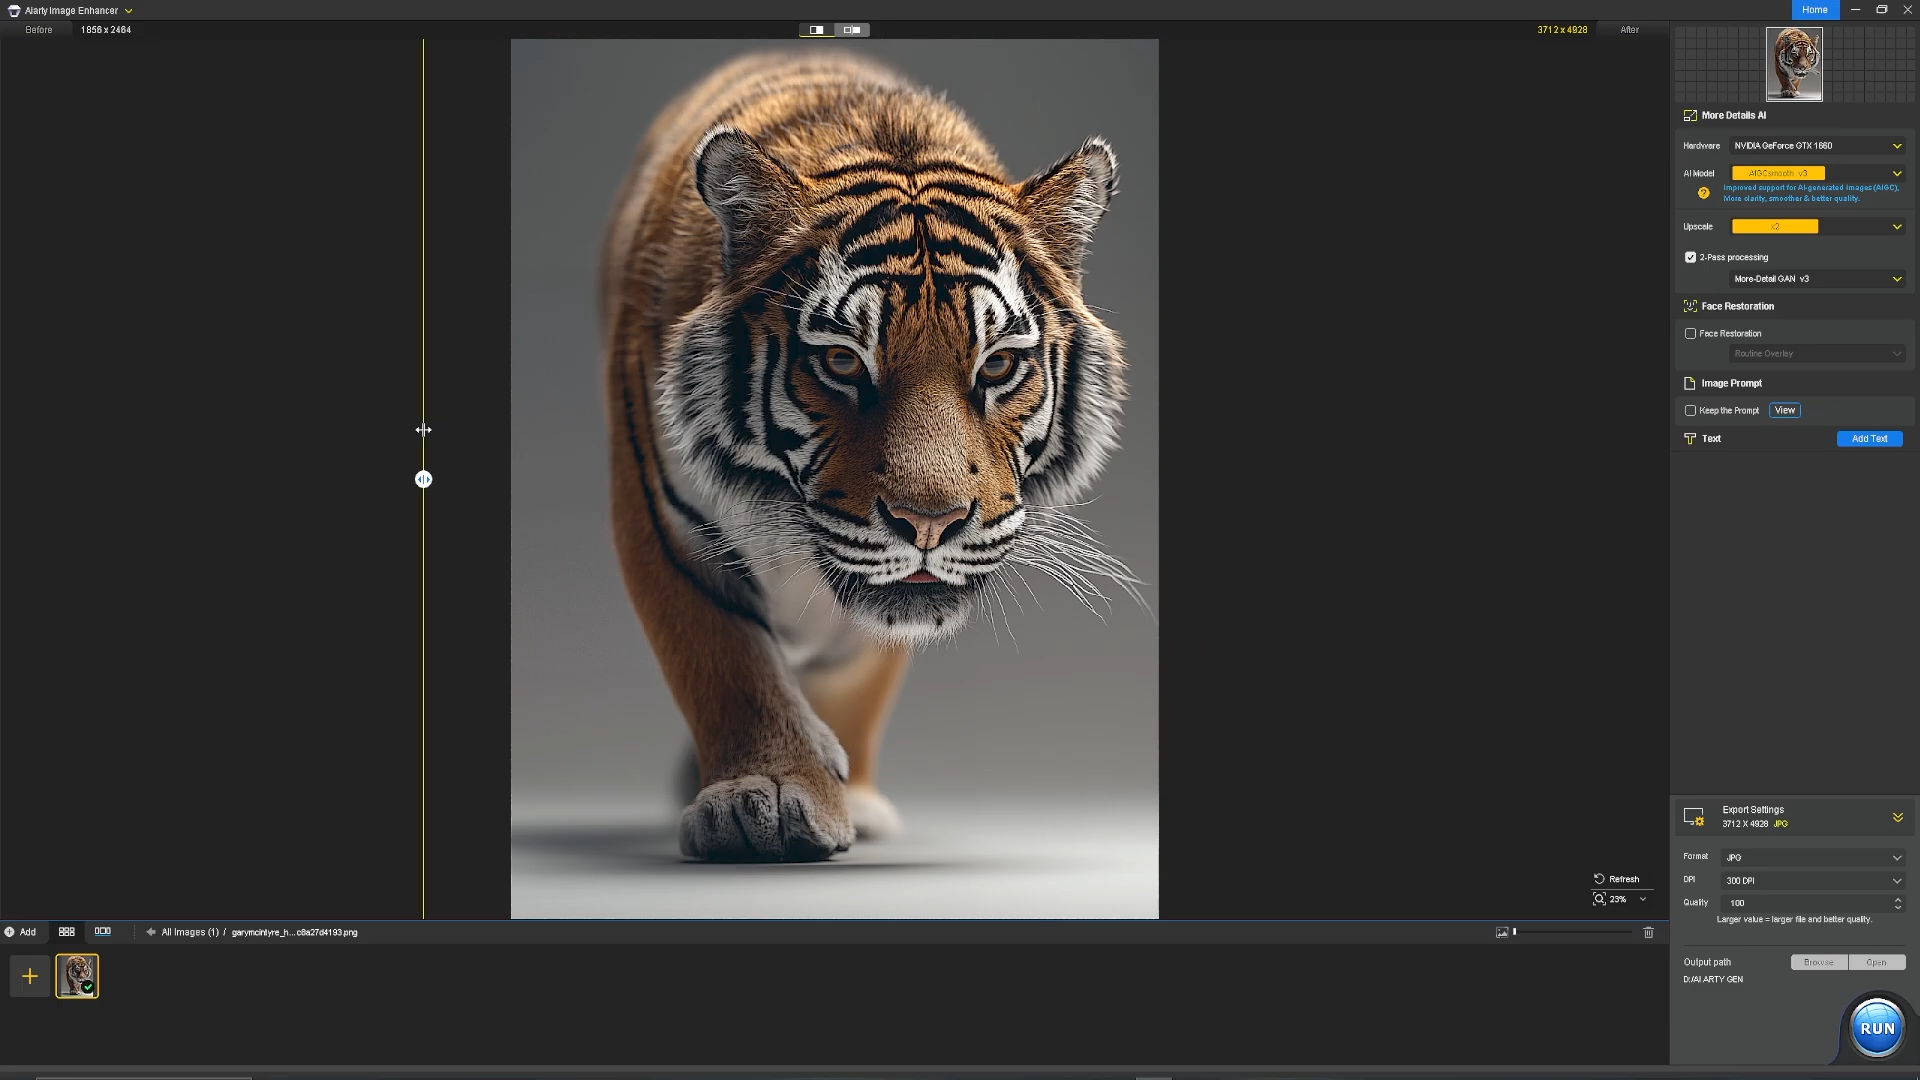 Aiarty Image Enhancer
Home
Before
1856 x 2464
3712 x 4928
After
More Details AI
Hardware NVIDIA GeForce GTX 1660
AI Model AIGCsmooth v3
Improved support for AI-generated images (AIGC),
More clarity, smoother & better quality.
Upscale x2
2-Pass processing
More-Detail GAN v3
Face Restoration
Face Restoration
Routine Overlay
Image Prompt
Keep the Prompt View
Text Add Text
Export Settings
3712 X 4928 JPG
Format JPG
DPI 300 DPI
Quality 100
Larger value = larger file and better quality.
Output path Browse Open
D:/AI ARTY GEN
RUN
Refresh
23%
Add
All Images (1) / garymcintyre_h...c8a27d4193.png